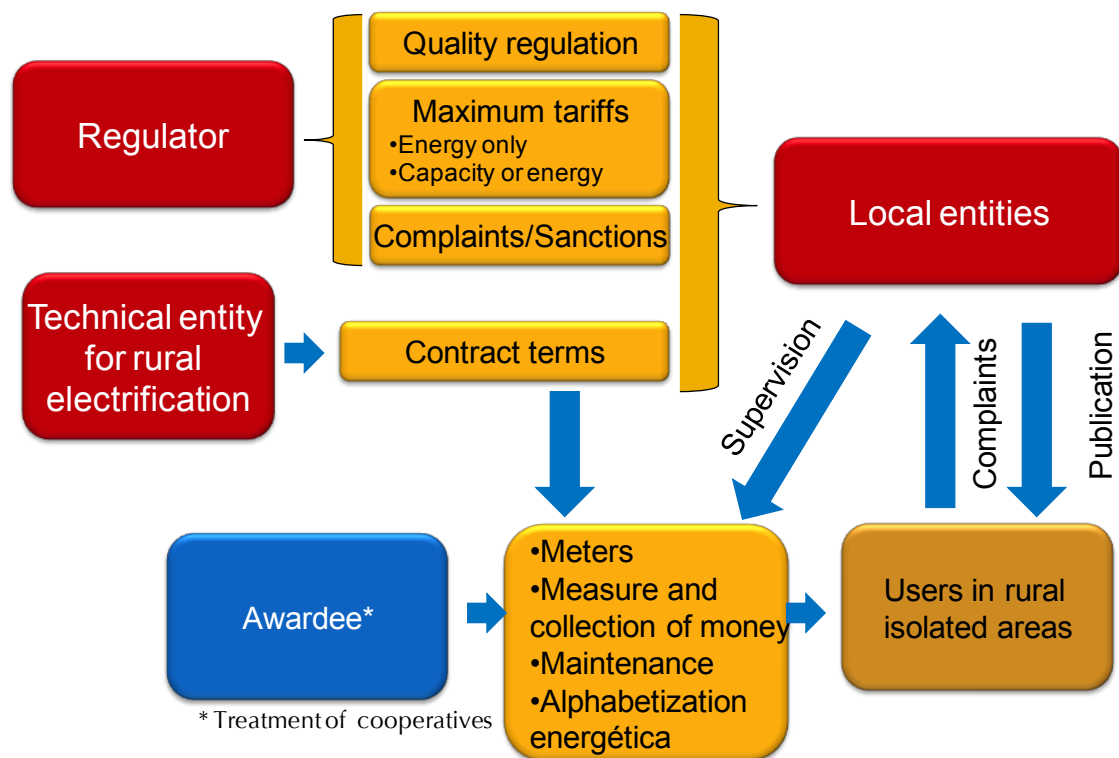 Quality regulation
Regulator
Maximum tariffs
•Energy only
•Capacity or energy
Complaints/Sanctions
Local entities
Technical entity
for rural
electrification
Contract terms
Supervision
Complaints
Publication
Awardee*
•Meters
•Measure and
collection of money
•Maintenance
•Alphabetization
energética
Users in rural
isolated areas
* Treatment of cooperatives